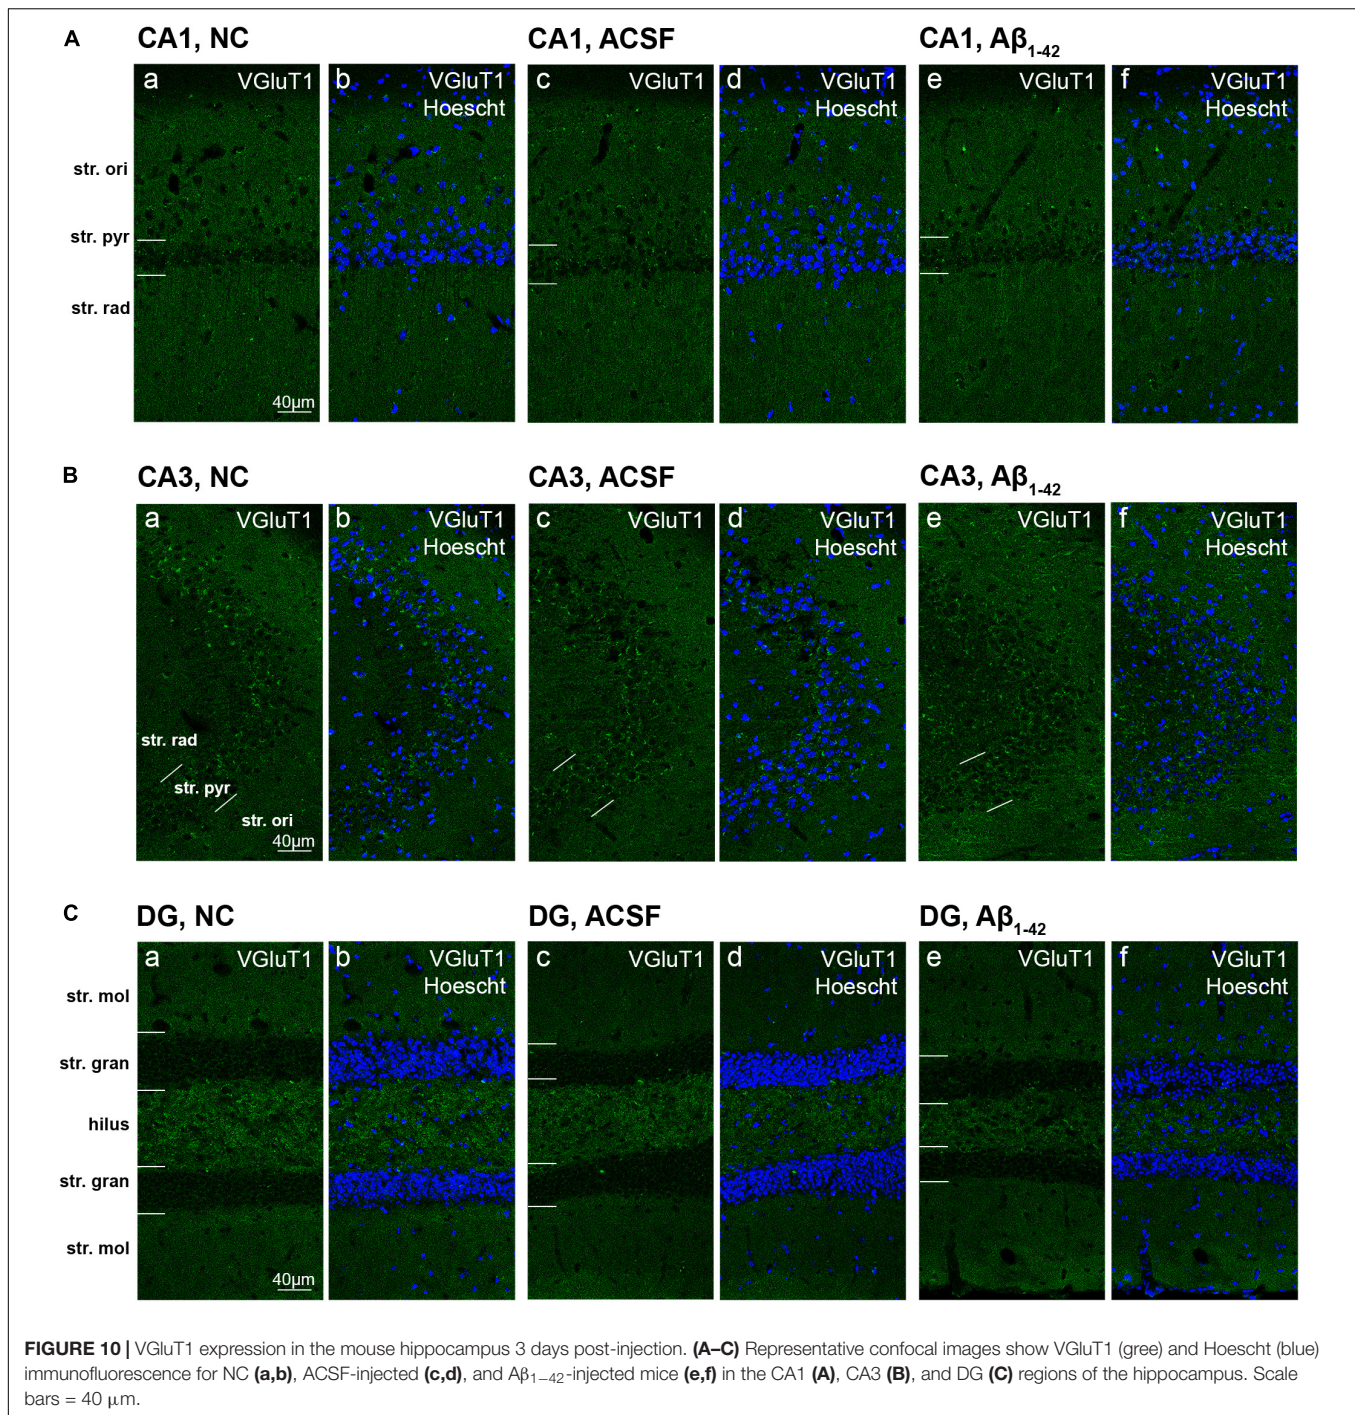 A
CA1, NC
CA1, ACSF
CA1, Aβ1-42
a
VGluT1
b
VGluT1
Hoescht
c
VGluT1
d
VGluT1
Hoescht
e
VGluT1
f
VGluT1
Hoescht
str. ori
str. pyr
str. rad
40μm
B
CA3, NC
CA3, ACSF
CA3, Aβ1-42
a
VGluT1
b
VGluT1
Hoescht
c
VGluT1
d
VGluT1
Hoescht
e
VGluT1
f
VGluT1
Hoescht
str. rad
str. pyr
str. ori
40μm
C
DG, NC
DG, ACSF
DG, Aβ1-42
a
VGluT1
b
VGluT1
Hoescht
c
VGluT1
d
VGluT1
Hoescht
e
VGluT1
f
VGluT1
Hoescht
str. mol
str. gran
hilus
str. gran
str. mol
40μm
FIGURE 10 | VGluT1 expression in the mouse hippocampus 3 days post-injection. (A–C) Representative confocal images show VGluT1 (gree) and Hoescht (blue)
immunofluorescence for NC (a,b), ACSF-injected (c,d), and Aβ1−42-injected mice (e,f) in the CA1 (A), CA3 (B), and DG (C) regions of the hippocampus. Scale
bars = 40 μm.